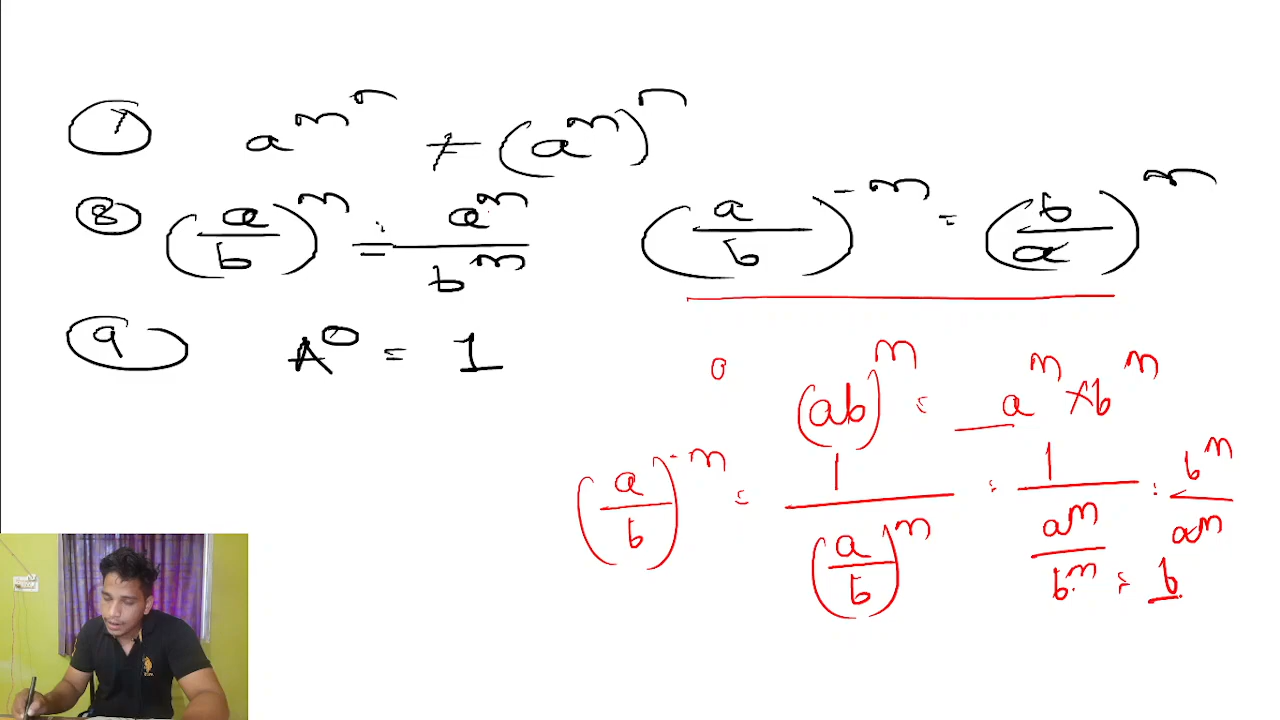 7 a^m^n ≠ (a^m)^n
8 (a/b)^m = a^m/b^m (a/b)^-m = (b/a)^m
9 A^0 = 1
a
(ab)^m = a^m × b^m
(a/b)^-m = 1/(a/b)^m = 1/(a^m/b^m) = b^m/a^m
= b